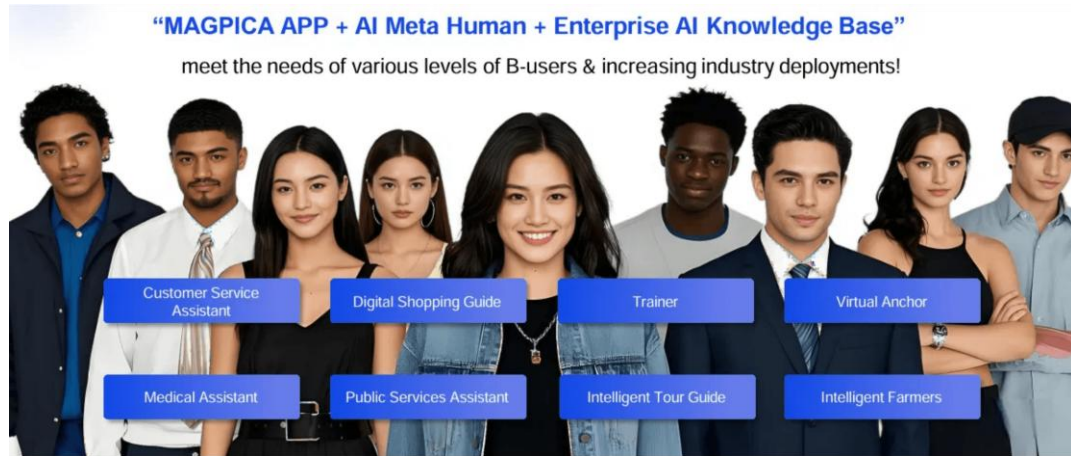 “MAGPICA APP + AI Meta Human + Enterprise AI Knowledge Base”
meet the needs of various levels of B-users & increasing industry deployments!
Customer Service
Assistant
Digital Shopping Guide
Trainer
Virtual Anchor
Medical Assistant
Public Services Assistant
Intelligent Tour Guide
Intelligent Farmers